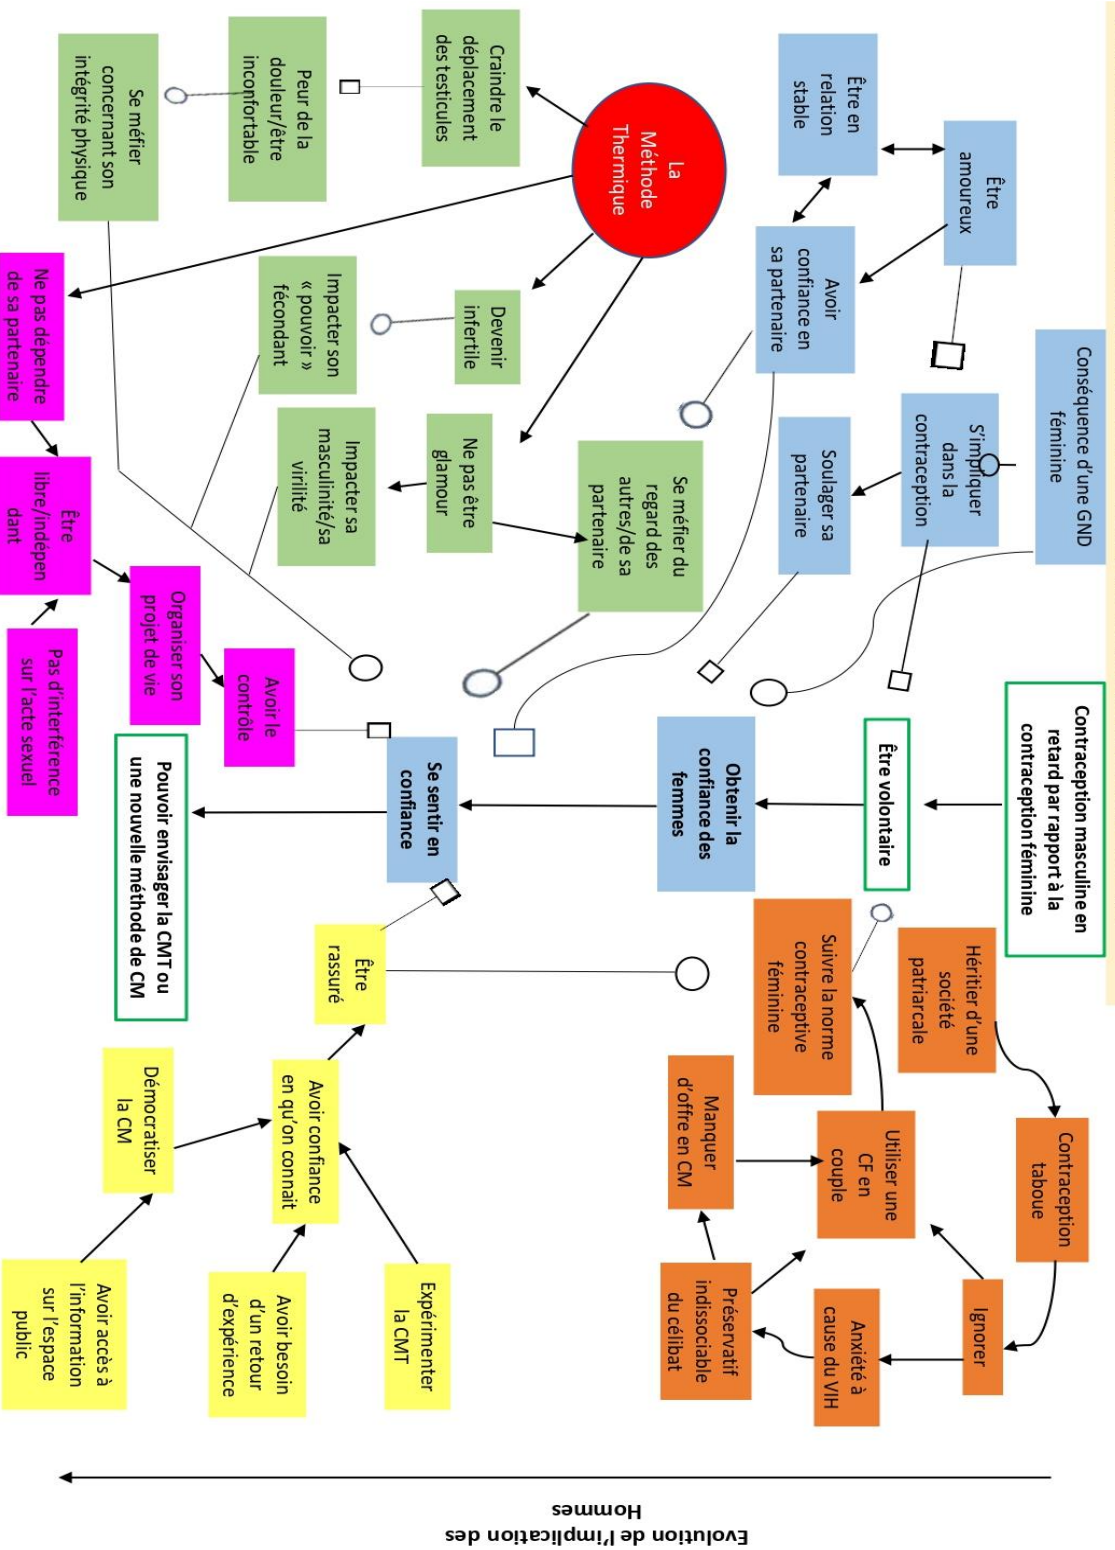 Conséquence d'une GND
féminine
Contraception masculine en
retard par rapport à la
contraception féminine
Contraception
taboue
Être
amoureux
S'impliquer
dans la
contraception
Être volontaire
Héritier d'une
société
patriarcale
Ignorer
Être en
relation
stable
Avoir
confiance en
sa partenaire
Soulager sa
partenaire
Suivre la norme
contraceptive
féminine
Utiliser une
CF en
couple
Anxiété à
cause du VIH
Obtenir la
confiance des
femmes
Manquer
d'offre en CM
Préservatif
indissociable
du célibat
La
Méthode
Thermique
Se méfier du
regard des
autres/de sa
partenaire
Craindre le
déplacement
des testicules
Devenir
infertile
Ne pas être
glamour
Se sentir en
confiance
Expérimenter
la CMT
Peur de la
douleur/être
inconfortable
Impacter son
« pouvoir »
fécondant
Impacter sa
masculinité/sa
virilité
Être
rassuré
Avoir confiance
en qu'on connait
Avoir besoin
d'un retour
d'expérience
Se méfier
concernant son
intégrité physique
Avoir le
contrôle
Organiser son
projet de vie
Pouvoir envisager la CMT ou
une nouvelle méthode de CM
Démocratiser
la CM
Avoir accès à
l'information
sur l'espace
public
Ne pas dépendre
de sa partenaire
Être
libre/indépen
dant
Pas d'interférence
sur l'acte sexuel
Evolution de l'implication des
Hommes